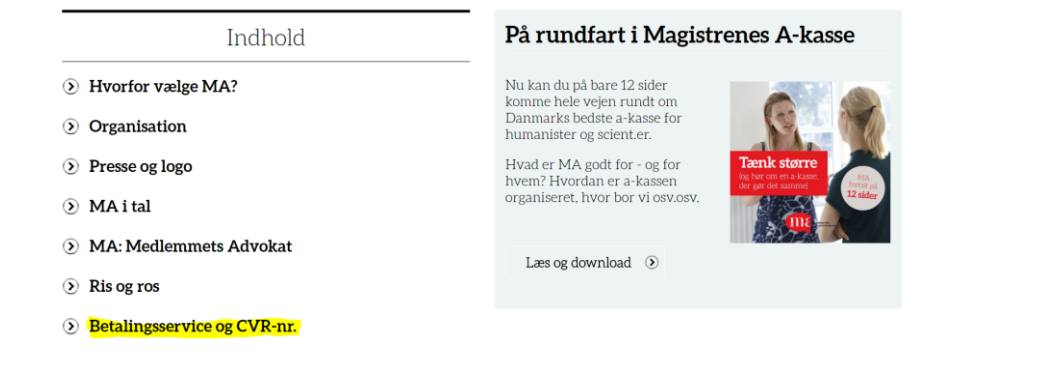 Indhold
Hvorfor vælge MA?
Organisation
Presse og logo
MA i tal
MA: Medlemmets Advokat
Ris og ros
Betalingsservice og CVR-nr.
På rundfart i Magistrenes A-kasse
Nu kan du på bare 12 sider
komme hele vejen rundt om
Danmarks bedste a-kasse for
humanister og scient.er.
Hvad er MA godt for - og for
hvem? Hvordan er a-kassen
organiseret, hvor bor vi osv.osv.
Læs og download
Tænk større
(og hør om en a-kasse,
der gør det samme)
MA
fortalt på
12 sider
ma